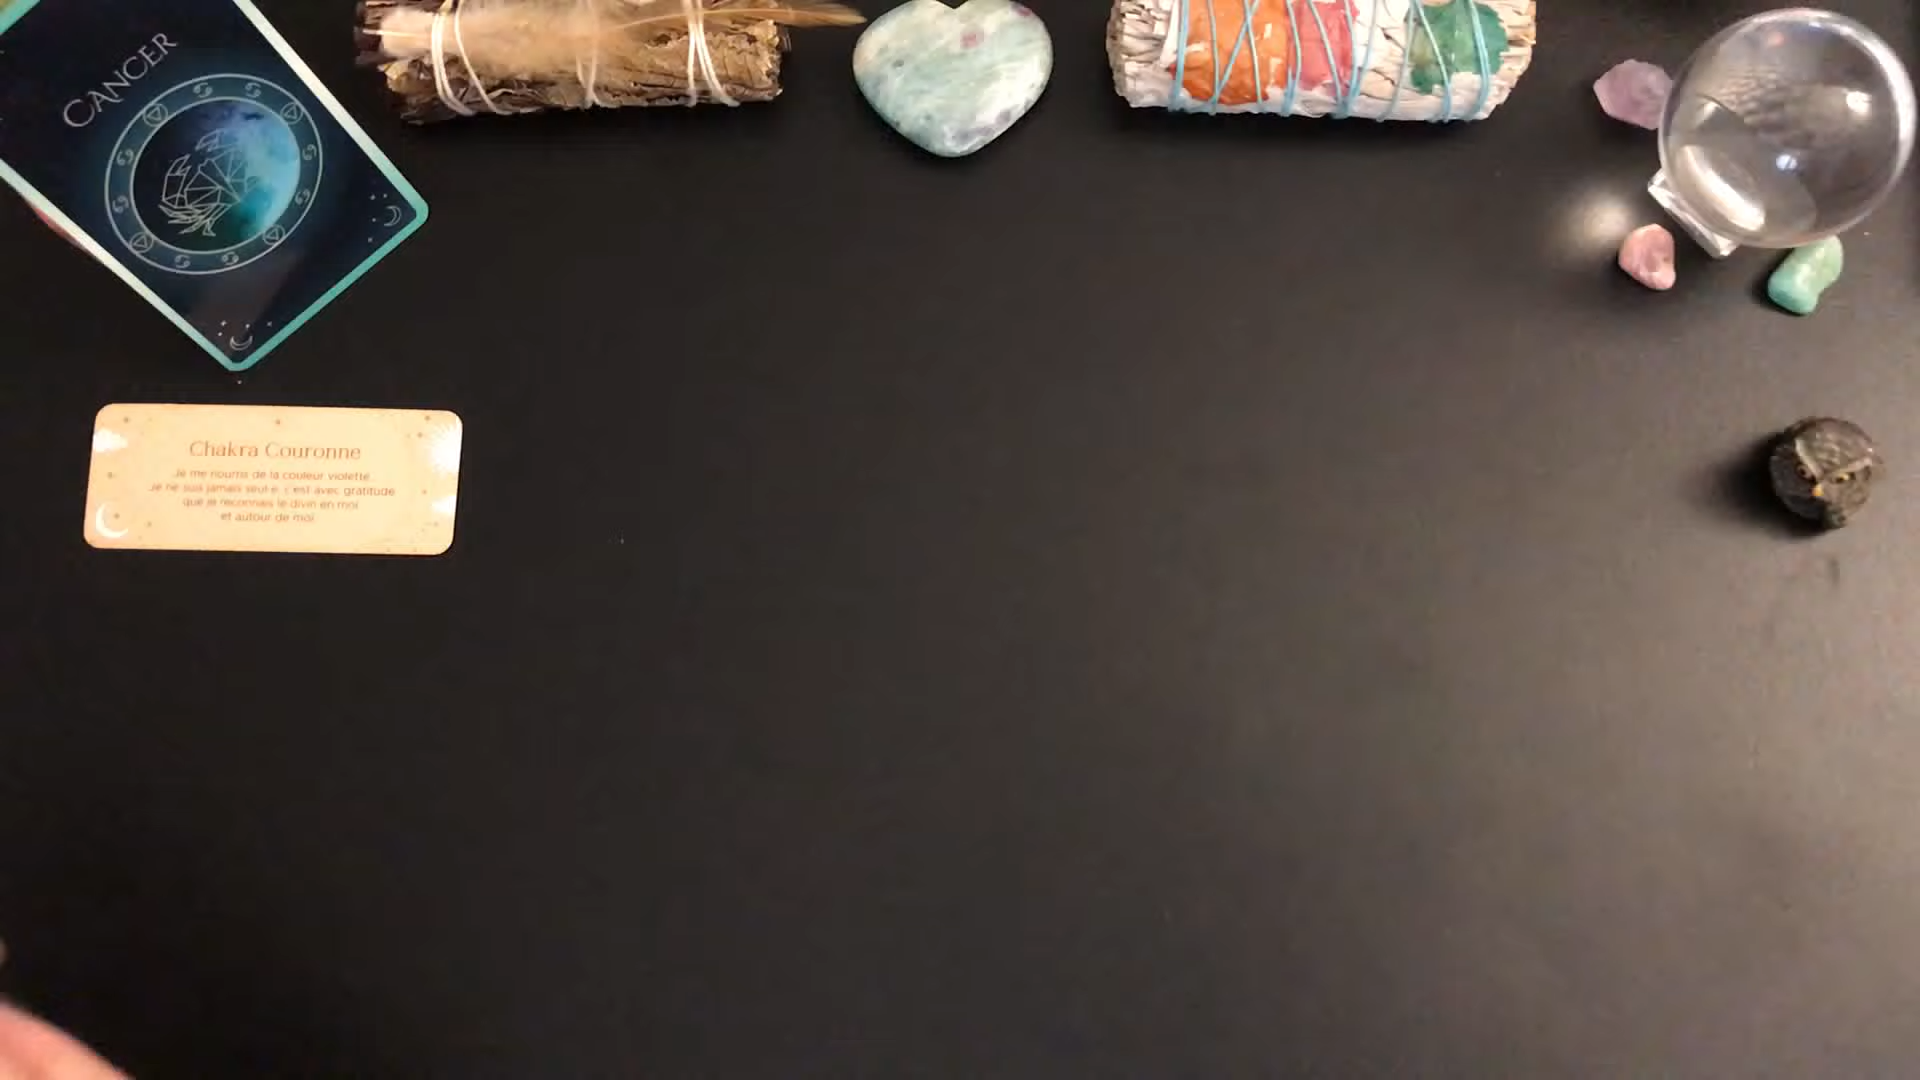 CANCER
Chakra Couronne
Je me nourris de la couleur violette.
Je ne suis jamais seul·e, c'est avec gratitude
que je reconnais le divin en moi
et autour de moi.